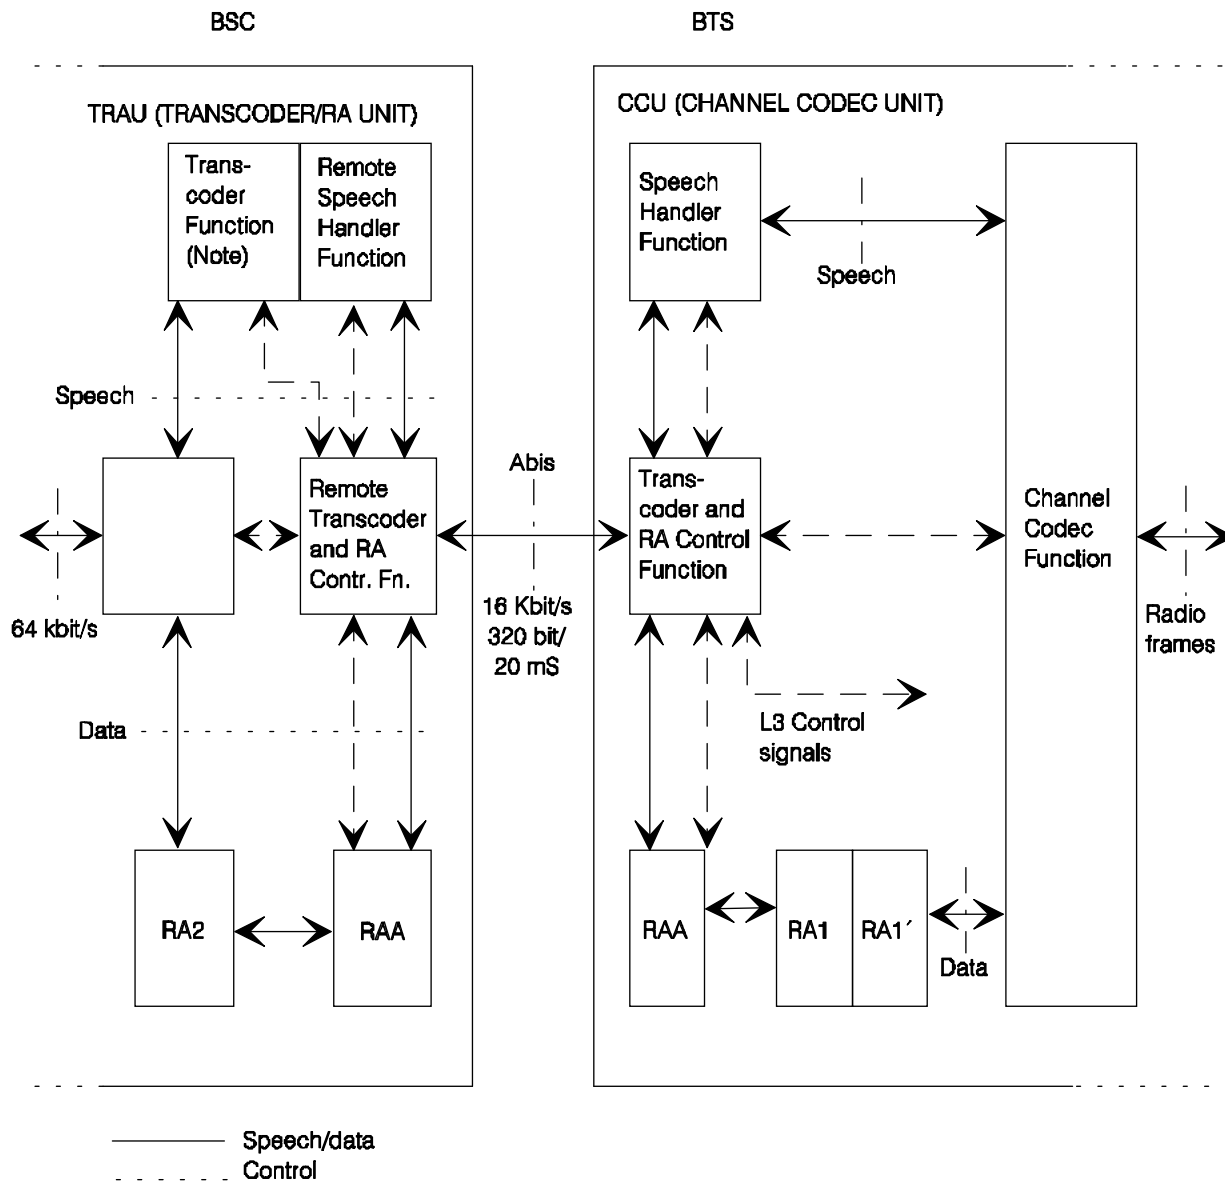 BSC
BTS
TRAU (TRANSCODER/RA UNIT)
CCU (CHANNEL CODEC UNIT)
Trans-
coder
Function
(Note)
Remote
Speech
Handler
Function
Speech
Handler
Function
Speech
Speech
Abis
Remote
Transcoder
and RA
Contr. Fn.
Trans-
coder and
RA Control
Function
Channel
Codec
Function
64 kbit/s
16 Kbit/s
320 bit/
20 mS
Radio
frames
Data
L3 Control
signals
RA2
RAA
RAA
RA1
RA1´
Data
Speech/data
Control